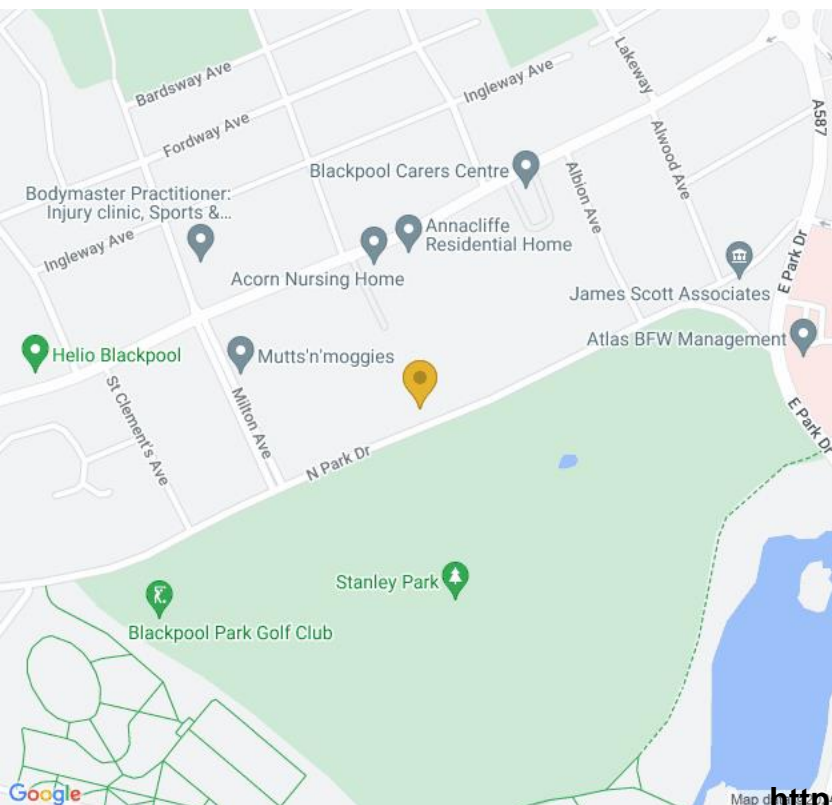 Bardsway Ave
Fordway Ave
Ingleway Ave
Lakeway
A587
Alwood Ave
Blackpool Carers Centre
Albion Ave
Bodymaster Practitioner:
Injury clinic, Sports &...
Ingleway Ave
Annacliffe
Residential Home
Acorn Nursing Home
E Park Dr
James Scott Associates
Atlas BFW Management
Helio Blackpool
Mutts'n'moggies
St Clement's Ave
Milton Ave
E Park Dr
N Park Dr
Stanley Park
Blackpool Park Golf Club
Google
Map
http